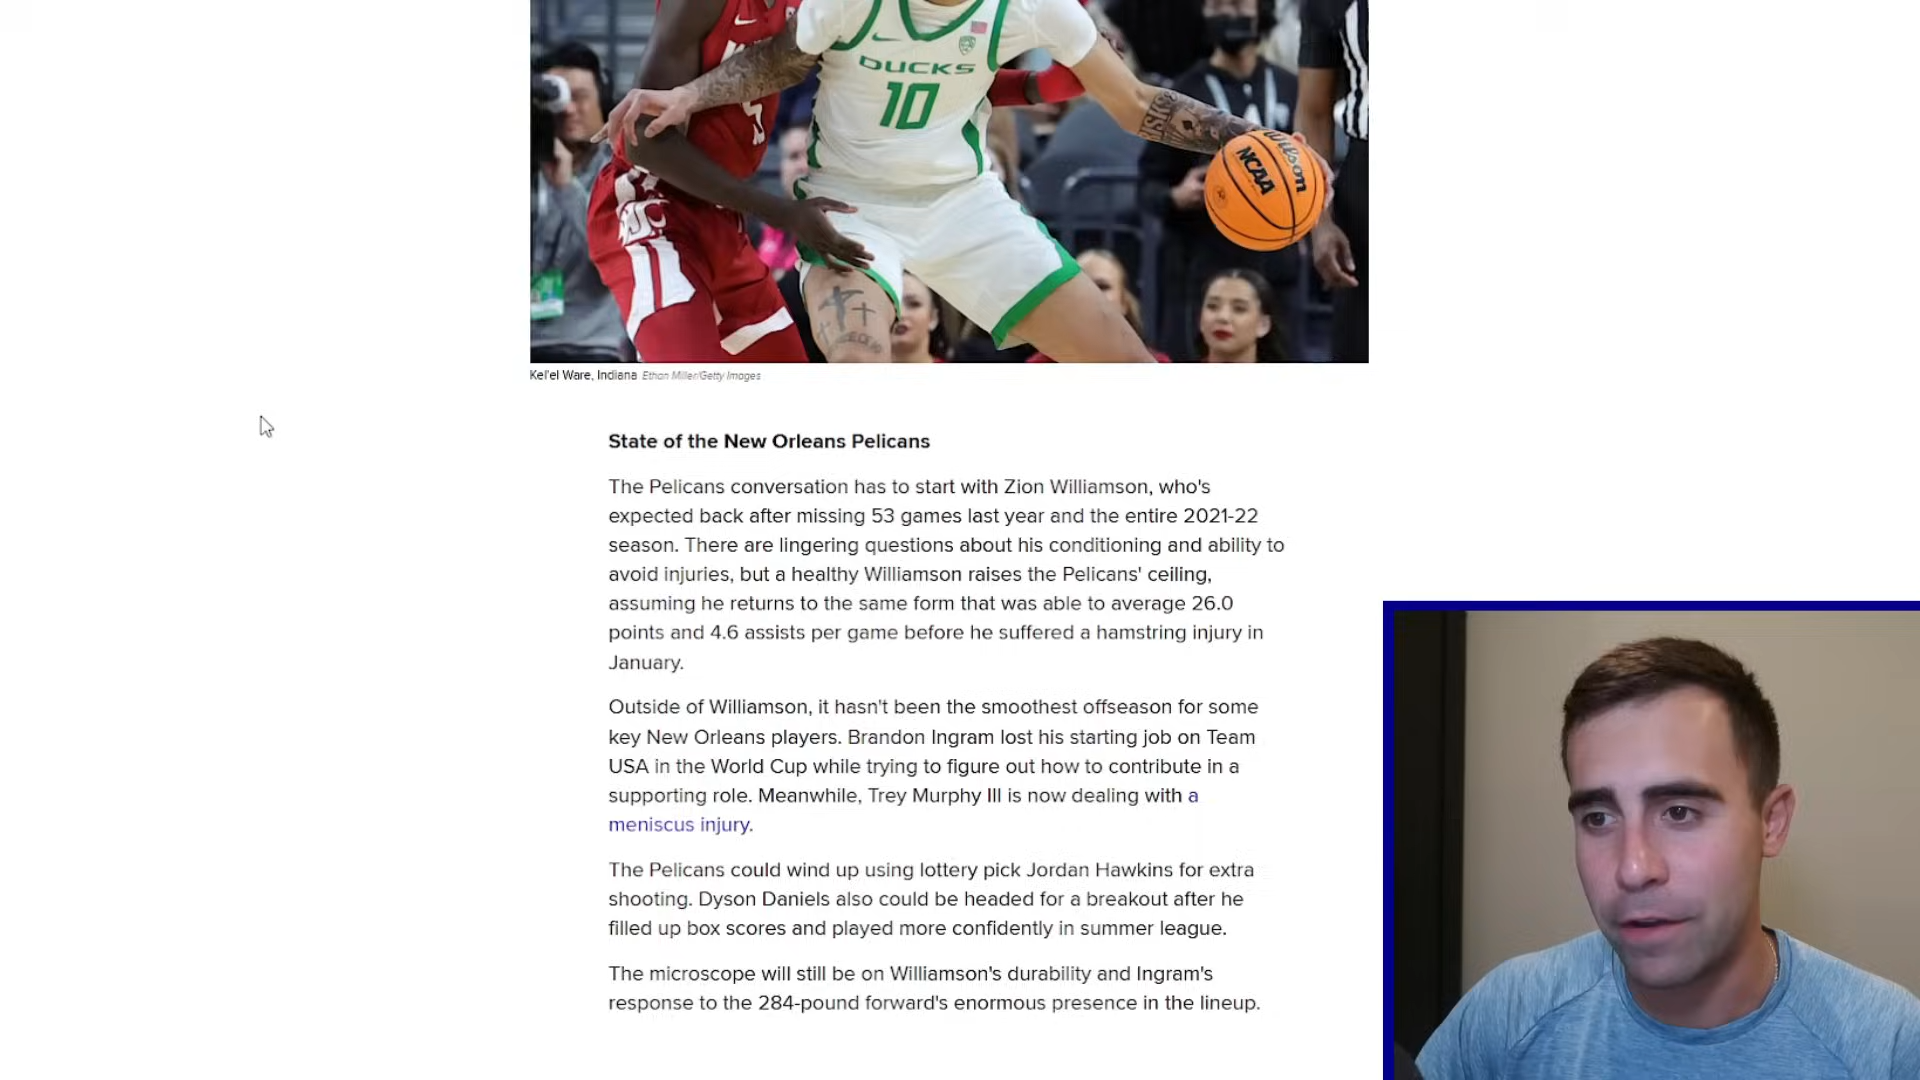 DUCKS
10
5
Wilson
NCAA
Kel'el Ware, Indiana Ethan Miller/Getty Images
State of the New Orleans Pelicans
The Pelicans conversation has to start with Zion Williamson, who's
expected back after missing 53 games last year and the entire 2021-22
season. There are lingering questions about his conditioning and ability to
avoid injuries, but a healthy Williamson raises the Pelicans' ceiling,
assuming he returns to the same form that was able to average 26.0
points and 4.6 assists per game before he suffered a hamstring injury in
January.
Outside of Williamson, it hasn't been the smoothest offseason for some
key New Orleans players. Brandon Ingram lost his starting job on Team
USA in the World Cup while trying to figure out how to contribute in a
supporting role. Meanwhile, Trey Murphy III is now dealing with a
meniscus injury.
The Pelicans could wind up using lottery pick Jordan Hawkins for extra
shooting. Dyson Daniels also could be headed for a breakout after he
filled up box scores and played more confidently in summer league.
The microscope will still be on Williamson's durability and Ingram's
response to the 284-pound forward's enormous presence in the lineup.